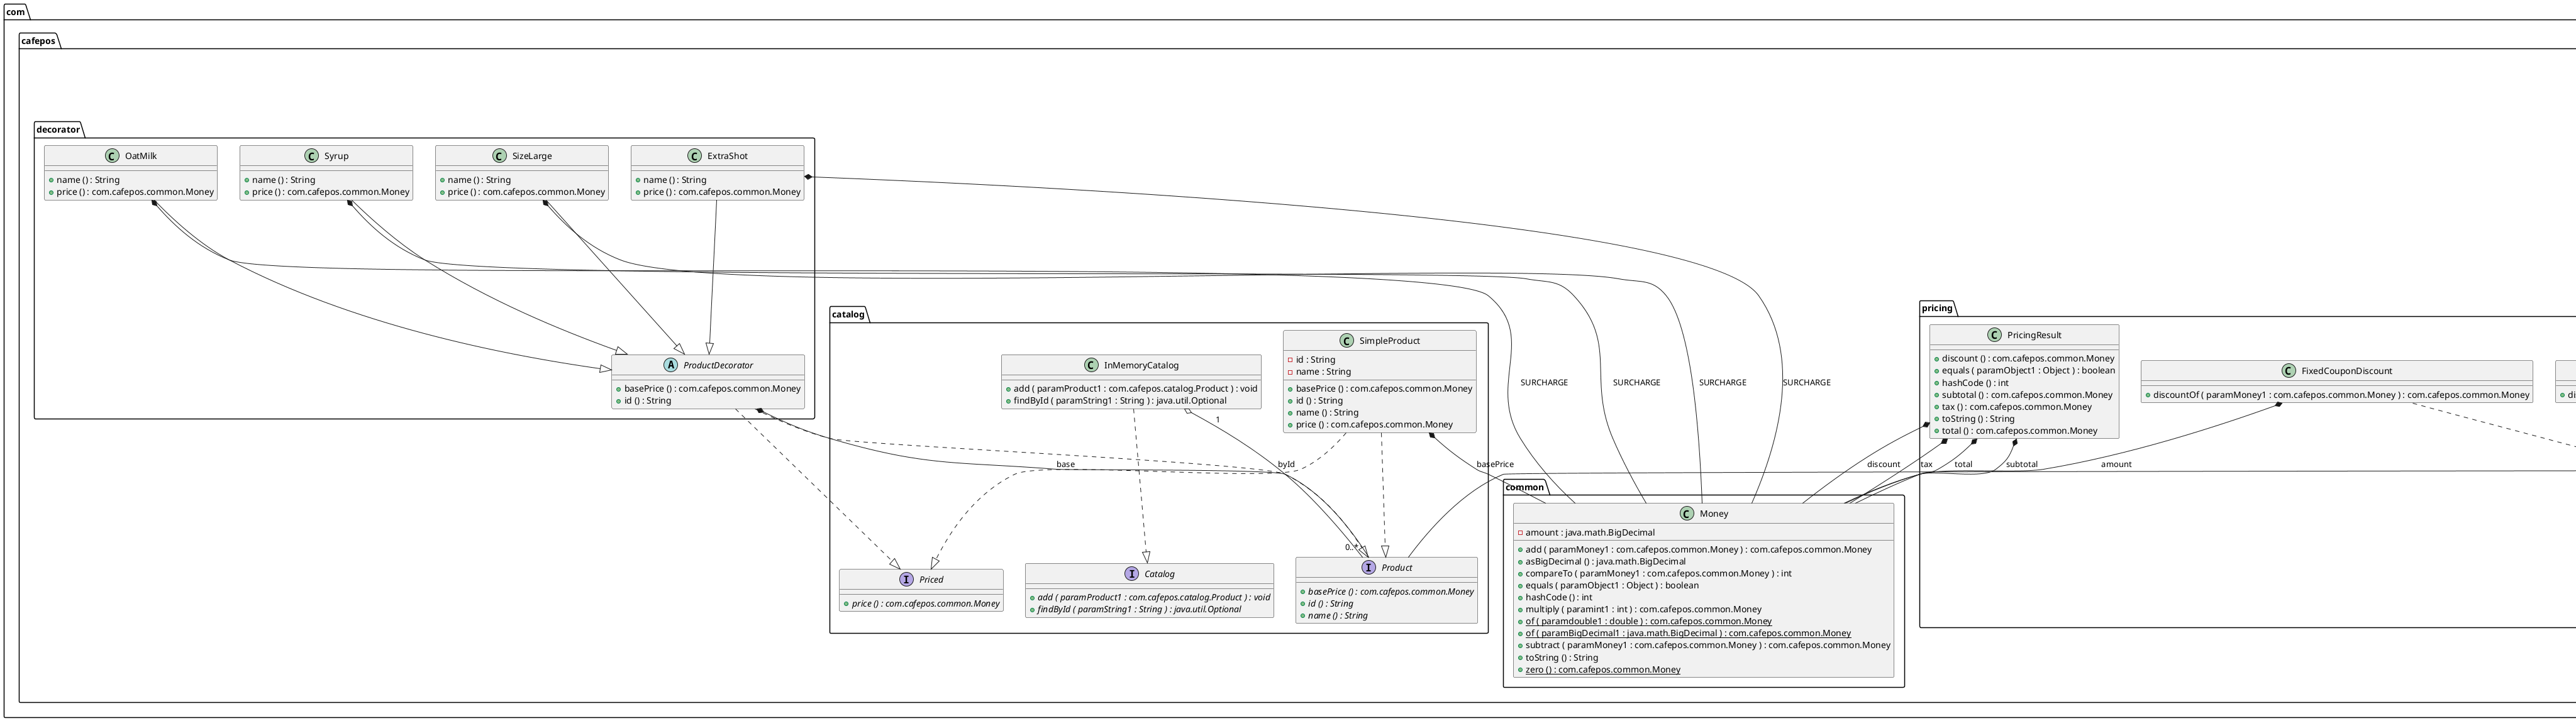 com
cafepos
decorator
C OatMilk
name () : String
price () : com.cafepos.common.Money
C Syrup
name () : String
price () : com.cafepos.common.Money
C SizeLarge
name () : String
price () : com.cafepos.common.Money
C ExtraShot
name () : String
price () : com.cafepos.common.Money
A ProductDecorator
basePrice () : com.cafepos.common.Money
id () : String
catalog
C InMemoryCatalog
add ( paramProduct1 : com.cafepos.catalog.Product ) : void
findById ( paramString1 : String ) : java.util.Optional
C SimpleProduct
id : String
name : String
basePrice () : com.cafepos.common.Money
id () : String
name () : String
price () : com.cafepos.common.Money
SURCHARGE
SURCHARGE
SURCHARGE
SURCHARGE
1
base
byId
basePrice
0..*
I Priced
price () : com.cafepos.common.Money
I Catalog
add ( paramProduct1 : com.cafepos.catalog.Product ) : void
findById ( paramString1 : String ) : java.util.Optional
I Product
basePrice () : com.cafepos.common.Money
id () : String
name () : String
pricing
C PricingResult
discount () : com.cafepos.common.Money
equals ( paramObject1 : Object ) : boolean
hashCode () : int
subtotal () : com.cafepos.common.Money
tax () : com.cafepos.common.Money
toString () : String
total () : com.cafepos.common.Money
C FixedCouponDiscount
discountOf ( paramMoney1 : com.cafepos.common.Money ) : com.cafepos.common.Money
di
discount
tax
total
subtotal
amount
common
C Money
amount : java.math.BigDecimal
add ( paramMoney1 : com.cafepos.common.Money ) : com.cafepos.common.Money
asBigDecimal () : java.math.BigDecimal
compareTo ( paramMoney1 : com.cafepos.common.Money ) : int
equals ( paramObject1 : Object ) : boolean
hashCode () : int
multiply ( paramint1 : int ) : com.cafepos.common.Money
of ( paramdouble1 : double ) : com.cafepos.common.Money
of ( paramBigDecimal1 : java.math.BigDecimal ) : com.cafepos.common.Money
subtract ( paramMoney1 : com.cafepos.common.Money ) : com.cafepos.common.Money
toString () : String
zero () : com.cafepos.common.Money